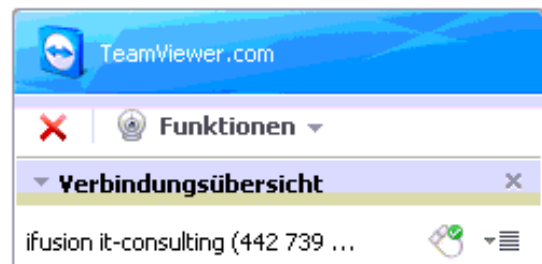 TeamViewer.com
Funktionen
Verbindungsübersicht
ifusion it-consulting (442 739 ...